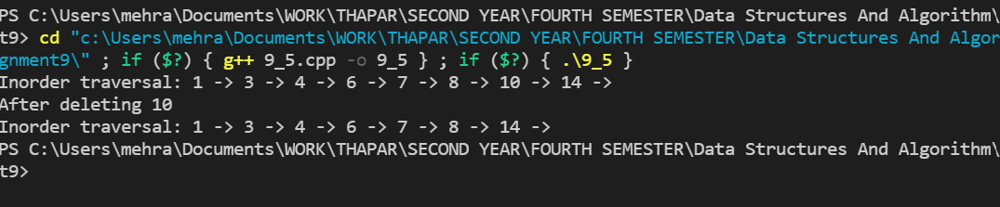 PS C:\Users\mehra\Documents\WORK\THAPAR\SECOND YEAR\FOURTH SEMESTER\Data Structures And Algorithm\
t9> cd "c:\Users\mehra\Documents\WORK\THAPAR\SECOND YEAR\FOURTH SEMESTER\Data Structures And Algor
gnment9\" ; if ($?) { g++ 9_5.cpp -o 9_5 } ; if ($?) { .\9_5 }
Inorder traversal: 1 -> 3 -> 4 -> 6 -> 7 -> 8 -> 10 -> 14 ->
After deleting 10
Inorder traversal: 1 -> 3 -> 4 -> 6 -> 7 -> 8 -> 14 ->
PS C:\Users\mehra\Documents\WORK\THAPAR\SECOND YEAR\FOURTH SEMESTER\Data Structures And Algorithm\
t9>